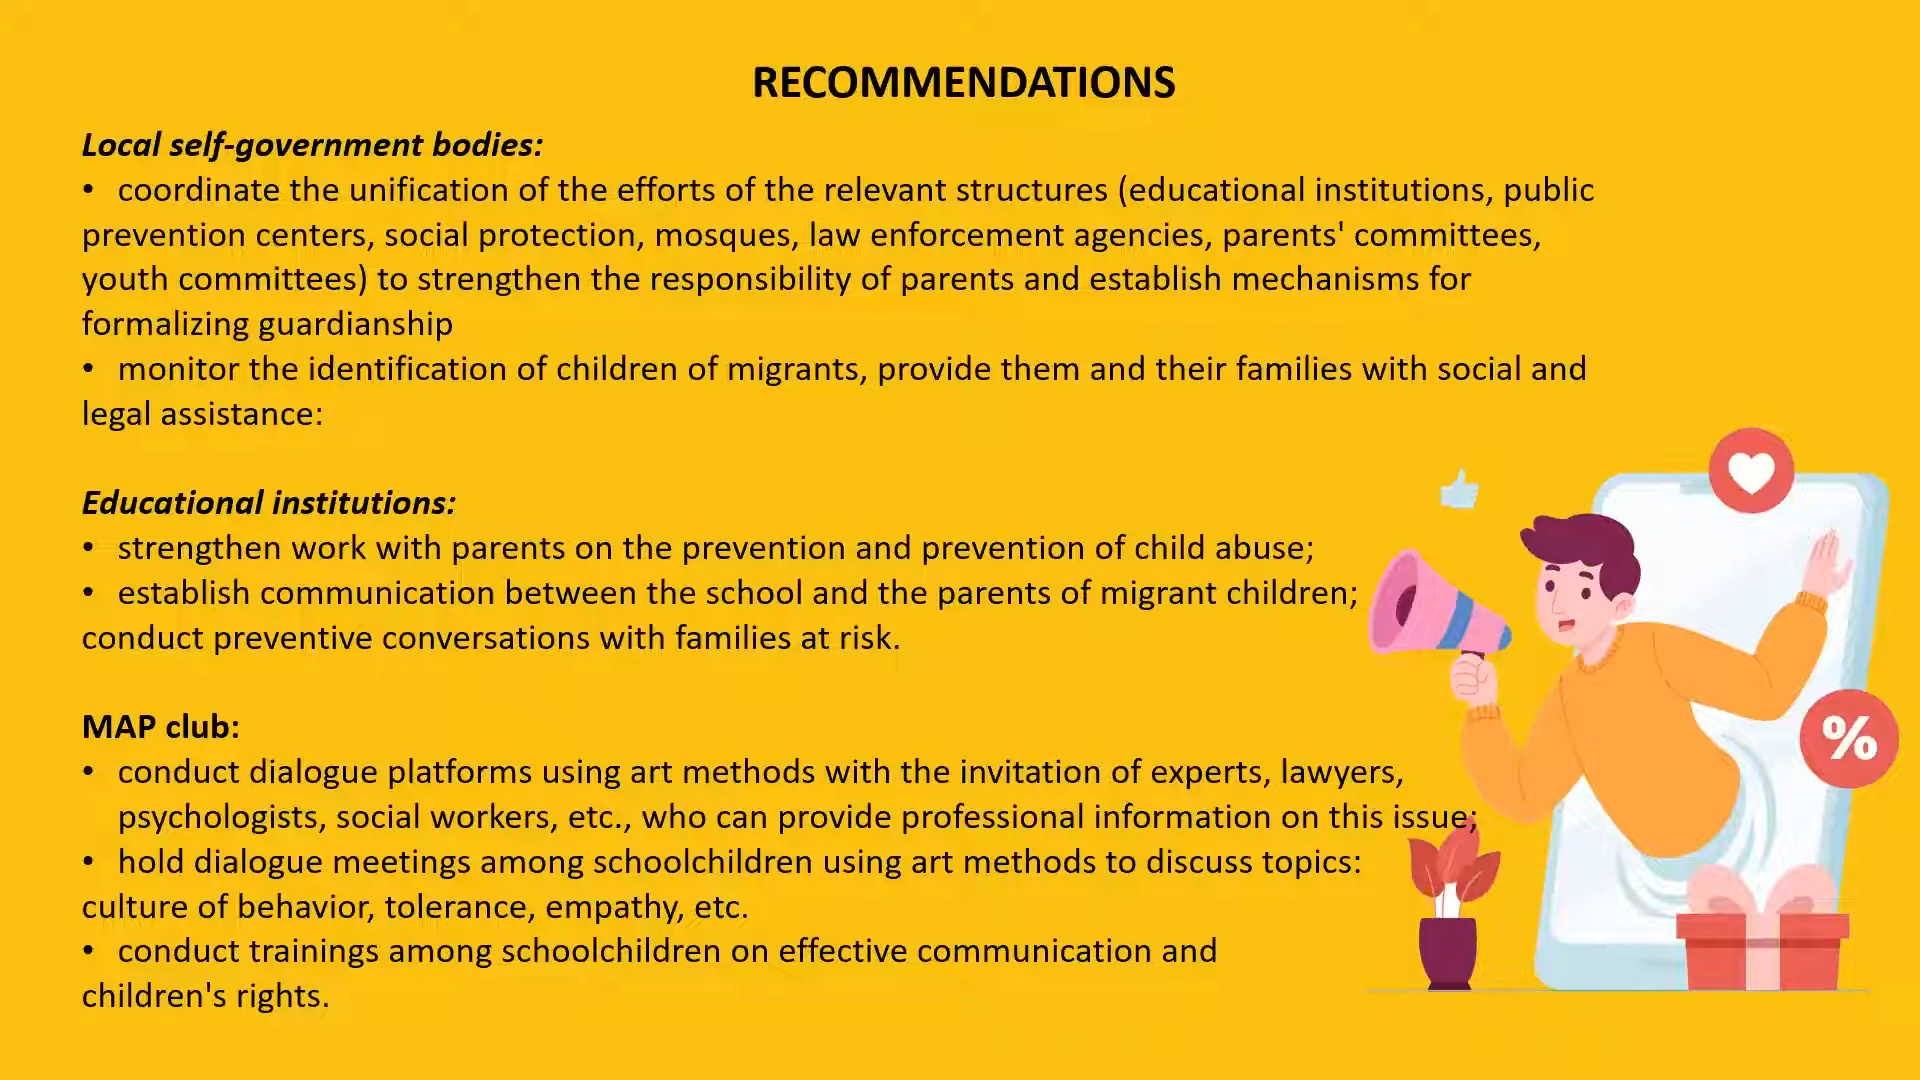 RECOMMENDATIONS
Local self-government bodies:
• coordinate the unification of the efforts of the relevant structures (educational institutions, public
prevention centers, social protection, mosques, law enforcement agencies, parents' committees,
youth committees) to strengthen the responsibility of parents and establish mechanisms for
formalizing guardianship
• monitor the identification of children of migrants, provide them and their families with social and
legal assistance:
Educational institutions:
• strengthen work with parents on the prevention and prevention of child abuse;
• establish communication between the school and the parents of migrant children;
conduct preventive conversations with families at risk.
MAP club:
• conduct dialogue platforms using art methods with the invitation of experts, lawyers,
psychologists, social workers, etc., who can provide professional information on this issue;
• hold dialogue meetings among schoolchildren using art methods to discuss topics:
culture of behavior, tolerance, empathy, etc.
• conduct trainings among schoolchildren on effective communication and
children's rights.
%